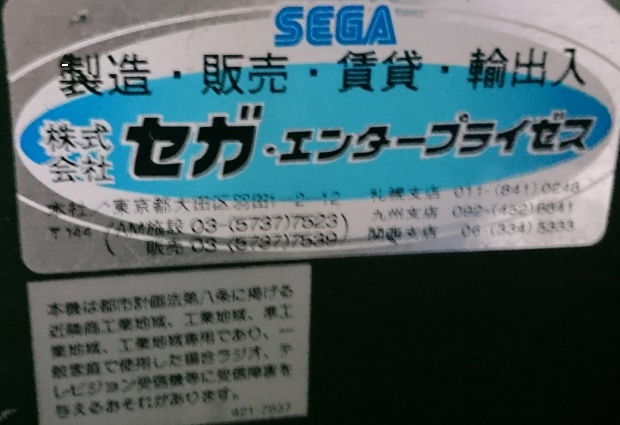 SEGA
製造・販売・賃貸・輸出入
株式会社 セガ・エンタープライゼス
本社/東京都大田区羽田1-2-12 札幌支店 011-(841)0248
〒144 (AM施設 03-(5737)7523) 九州支店 092-(452)
販売 03-(5737)7539 関西支店 06-(334)5333
本機は都市計画法第八条に掲げる
近隣商工業地域、工業地域、準工
業地域、工業地域専用であり、一
般家庭で使用した場合ラジオ、テ
レビジョン受信機等に受信障害を
与えるおそれがあります。
421-7937